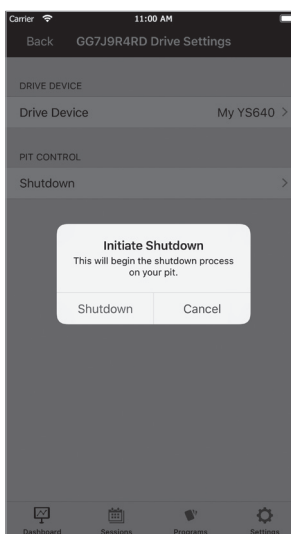 Carrier 11:00 AM
Back GG7J9R4RD Drive Settings
DRIVE DEVICE
Drive Device My YS640 >
PIT CONTROL
Shutdown >
Initiate Shutdown
This will begin the shutdown process
on your pit.
Shutdown Cancel
Dashboard Sessions Programs Settings